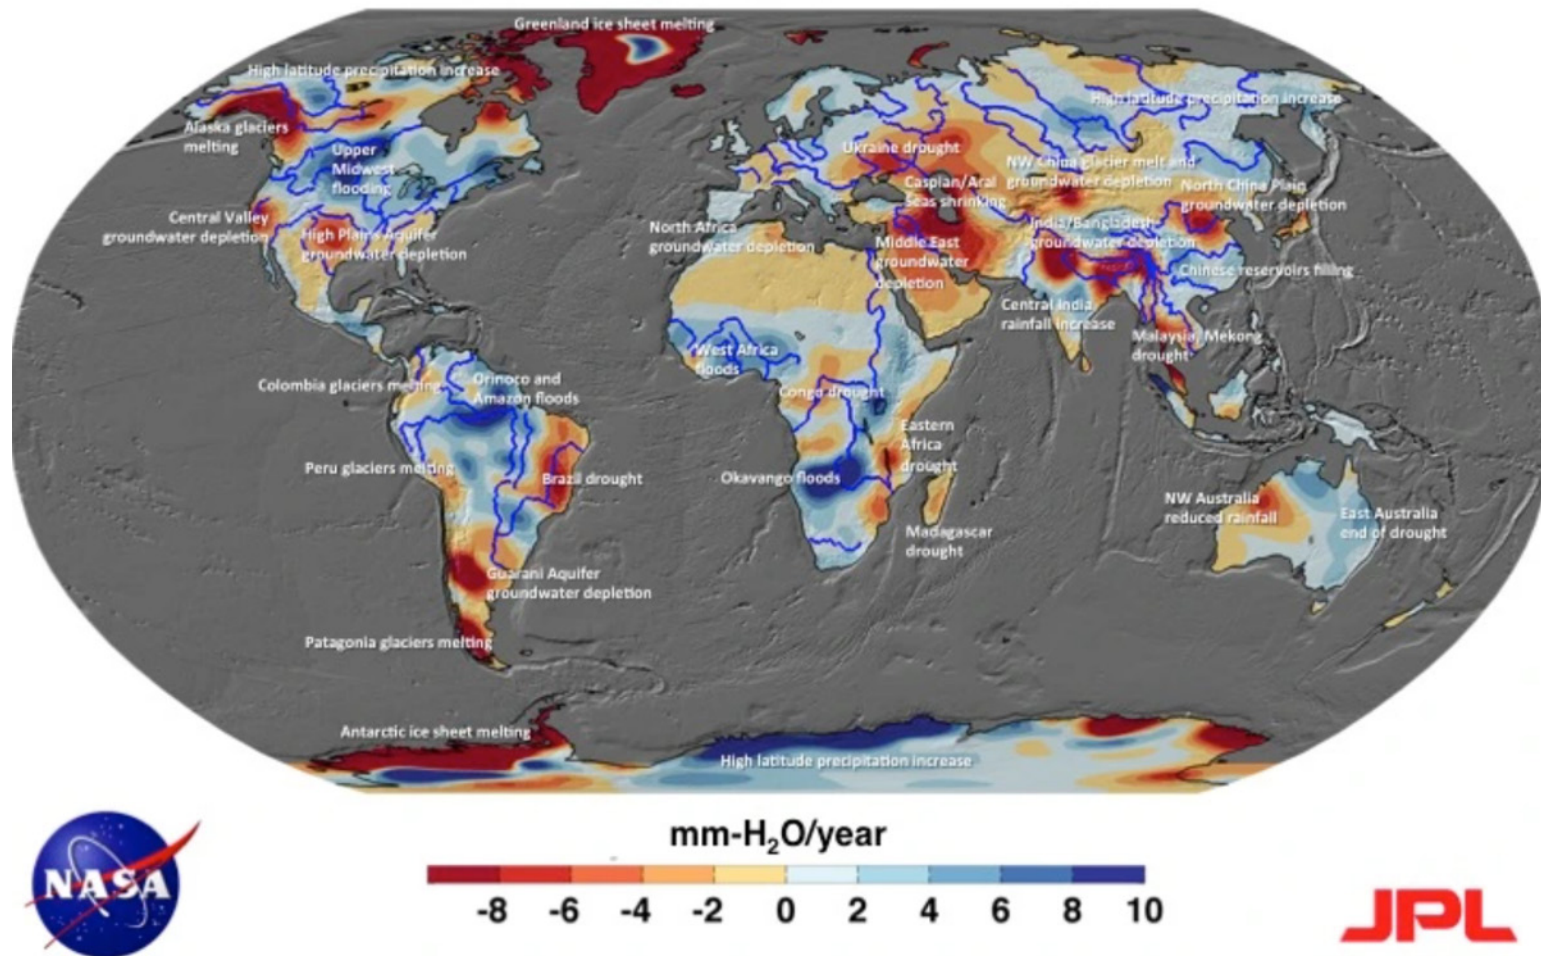 Greenland ice sheet melting
High latitude precipitation increase
High latitude precipitation increase
Alaska glaciers
melting
Upper
Midwest
flooding
Ukraine drought
NW China glacier melt and
groundwater depletion
Caspian/Aral
Seas shrinking
North China Plain
groundwater depletion
Central Valley
groundwater depletion
High Plains Aquifer
groundwater depletion
North Africa
groundwater depletion
Middle East
groundwater
depletion
India/Bangladesh
groundwater depletion
Chinese reservoirs filling
Central India
rainfall increase
Malaysia, Mekong
drought
West Africa
floods
Colombia glaciers melting
Orinoco and
Amazon floods
Congo drought
Eastern
Africa
drought
Peru glaciers melting
Brazil drought
Okavango floods
NW Australia
reduced rainfall
East Australia
end of drought
Madagascar
drought
Guarani Aquifer
groundwater depletion
Patagonia glaciers melting
Antarctic ice sheet melting
High latitude precipitation increase
mm-H₂O/year
-8 -6 -4 -2 0 2 4 6 8 10
NASA
JPL